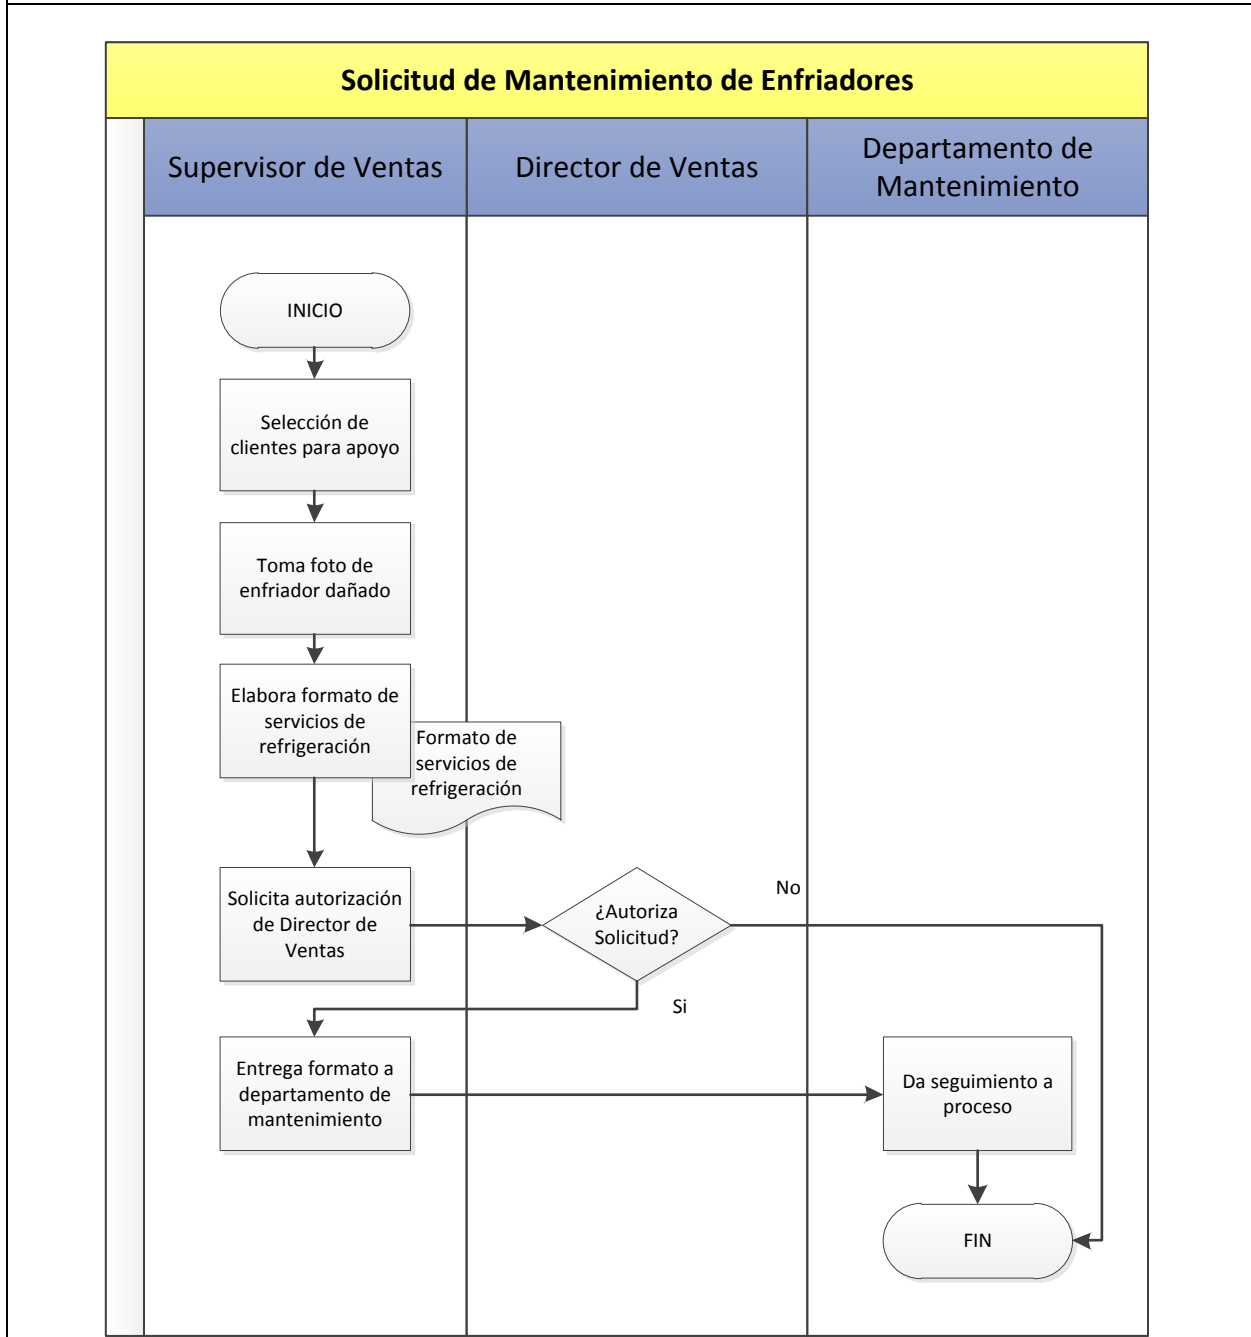 Solicitud de Mantenimiento de Enfriadores
Supervisor de Ventas
Director de Ventas
Departamento de
Mantenimiento
INICIO
Selección de
clientes para apoyo
Toma foto de
enfriador dañado
Elabora formato de
servicios de
refrigeración
Formato de
servicios de
refrigeración
Solicita autorización
de Director de
Ventas
¿Autoriza
Solicitud?
No
Si
Entrega formato a
departamento de
mantenimiento
Da seguimiento a
proceso
FIN